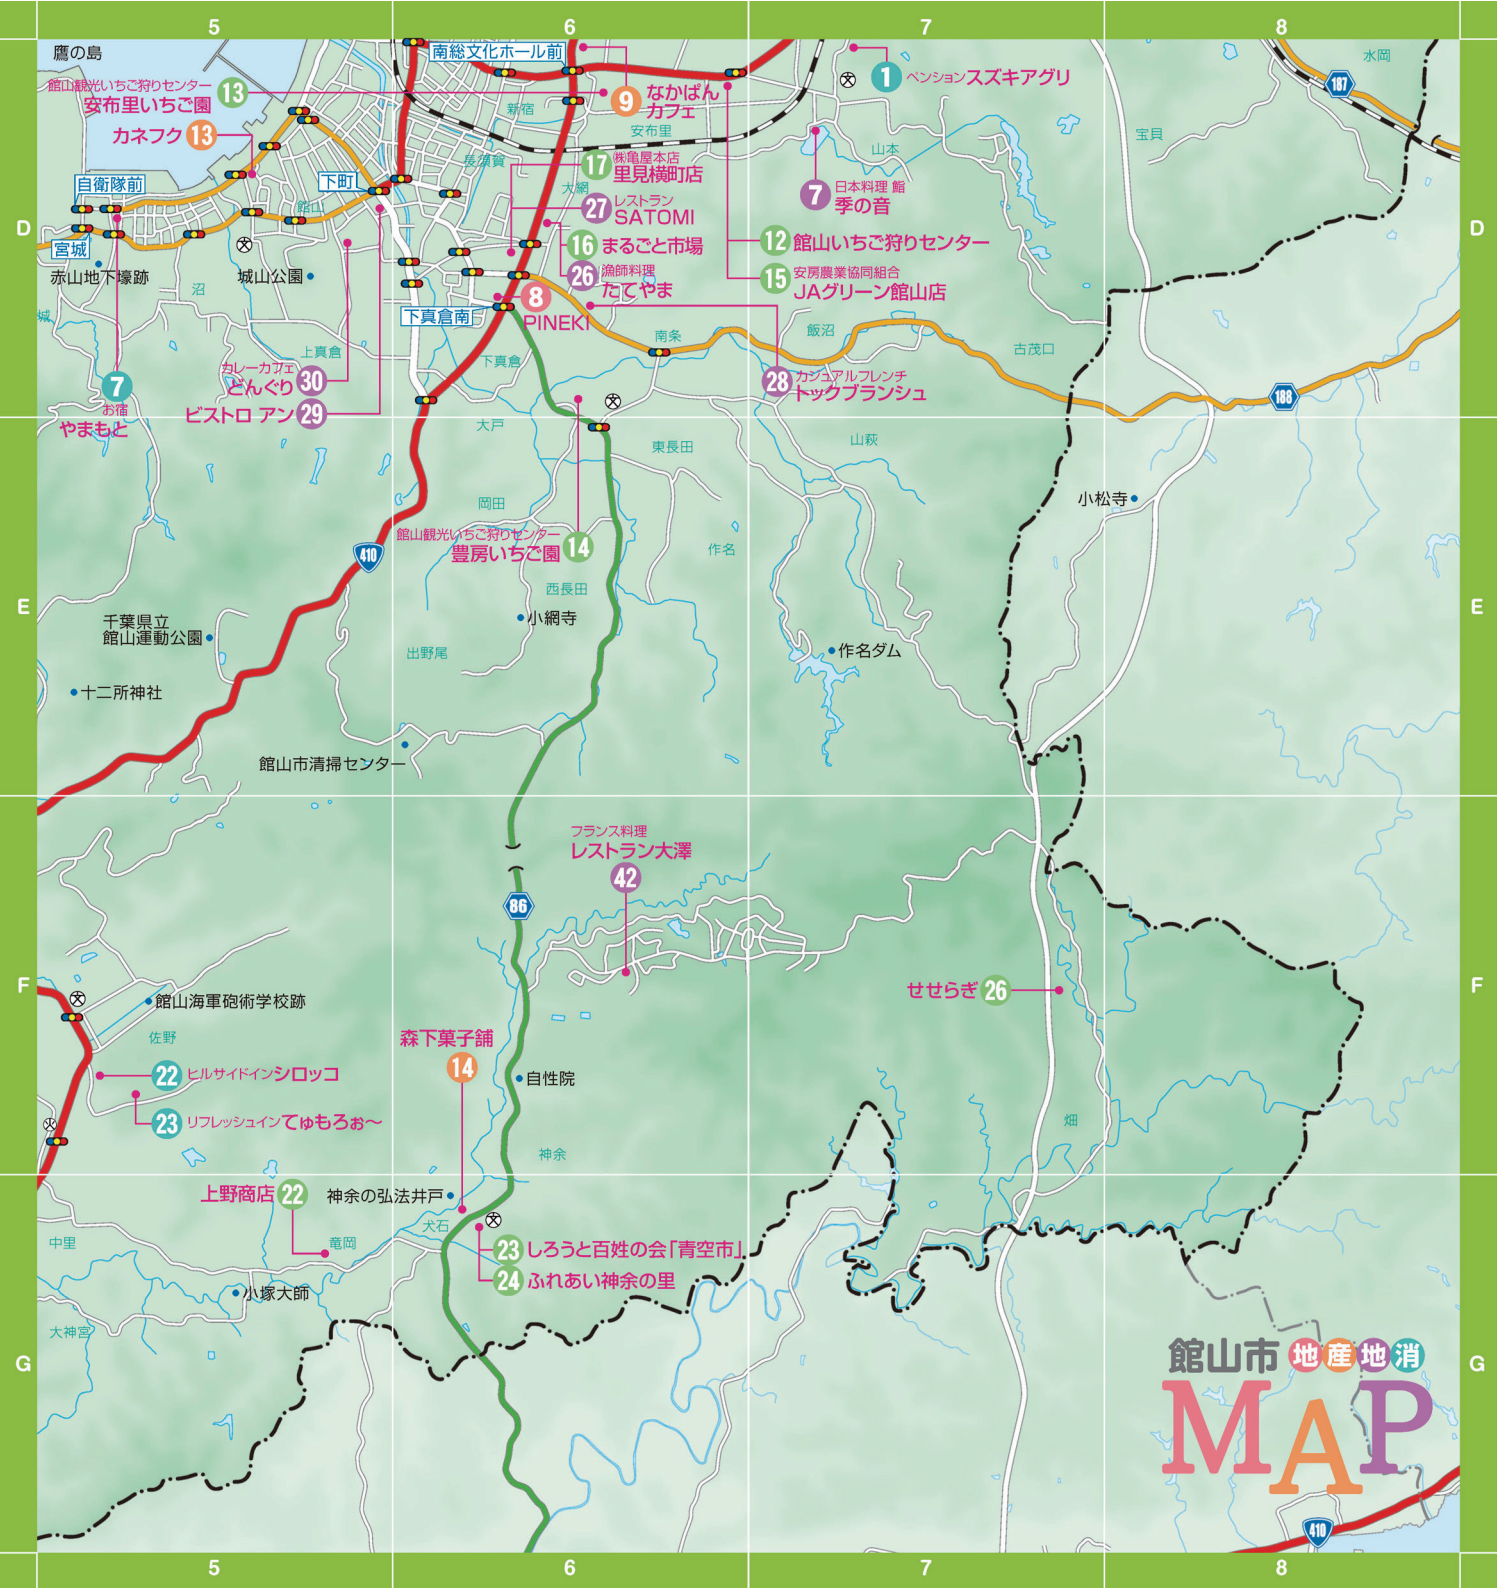 5
6
7
8
鷹の島
南総文化ホール前
水岡
187
1
ペンションスズキアグリ
館山観光いちご狩りセンター
安布里いちご園
13
9
なかぱん
カフェ
新宿
安布里
宝貝
カネフク
13
山本
長須賀
17
㈱亀屋本店
里見横町店
自衛隊前
下町
大網
7
日本料理 鮨
季の音
27
レストラン
SATOMI
館山
D
D
宮城
16
まるごと市場
12
館山いちご狩りセンター
赤山地下壕跡
城山公園
26
漁師料理
たてやま
15
安房農業協同組合
JAグリーン館山店
沼
8
PINEKI
城
下真倉南
飯沼
南条
古茂口
上真倉
下真倉
カレーカフェ
どんぐり
30
7
お宿
やまもと
28
カジュアルフレンチ
トックブランシュ
188
ビストロ アン
29
大戸
東長田
山萩
小松寺
岡田
館山観光いちご狩りセンター
豊房いちご園
14
作名
410
西長田
E
E
千葉県立
館山運動公園
小網寺
出野尾
作名ダム
十二所神社
館山市清掃センター
フランス料理
レストラン大澤
42
86
F
F
せせらぎ
26
館山海軍砲術学校跡
佐野
森下菓子舗
14
22
ヒルサイドインシロッコ
自性院
23
リフレッシュインてゅもろぉ〜
畑
神余
上野商店
22
神余の弘法井戸
犬石
中里
竜岡
23
しろうと百姓の会「青空市」
24
ふれあい神余の里
小塚大師
大神宮
G
G
館山市 地産地消
MAP
410
5
6
7
8